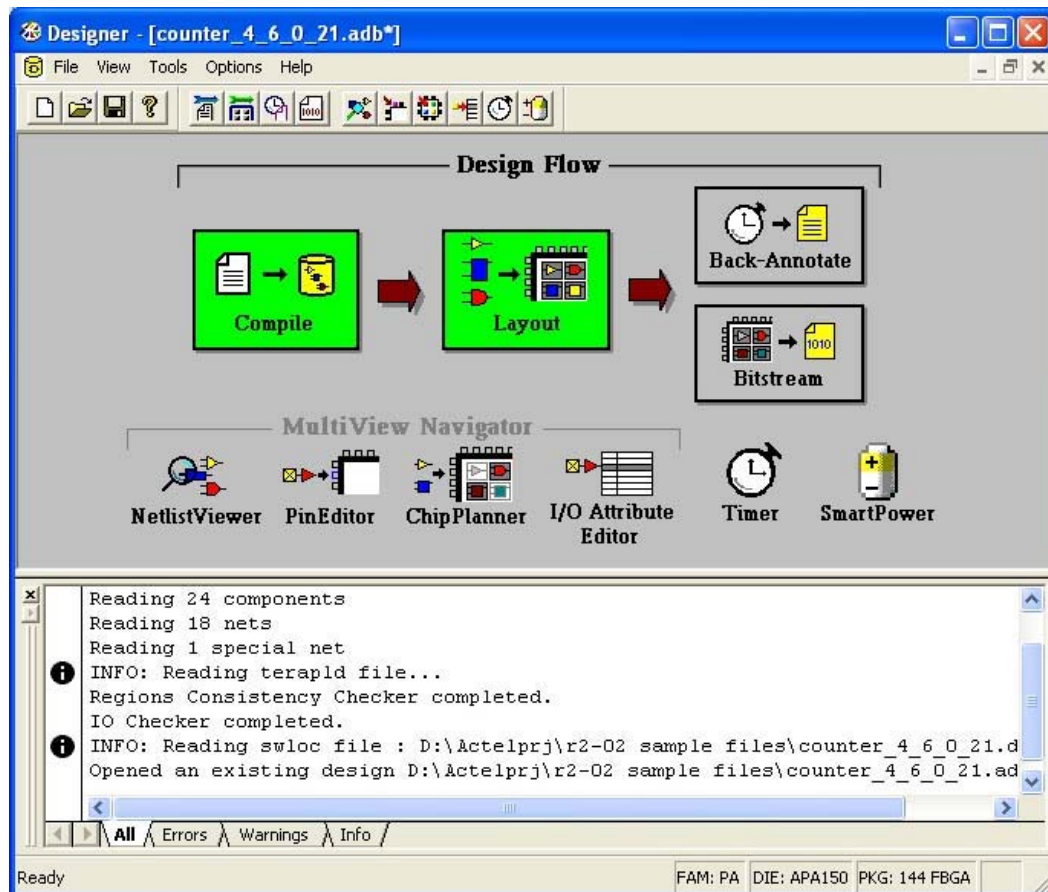 Designer - [counter_4_6_0_21.adb*]
File View Tools Options Help
Design Flow
Compile
Layout
Back-Annotate
1010
Bitstream
MultiView Navigator
NetlistViewer
PinEditor
ChipPlanner
I/O Attribute
Editor
Timer
SmartPower
Reading 24 components
Reading 18 nets
Reading 1 special net
INFO: Reading terapld file...
Regions Consistency Checker completed.
IO Checker completed.
INFO: Reading swloc file : D:\Actelprj\r2-02 sample files\counter_4_6_0_21.d
Opened an existing design D:\Actelprj\r2-02 sample files\counter_4_6_0_21.ad
All Errors Warnings Info
Ready
FAM: PA DIE: APA150 PKG: 144 FBGA